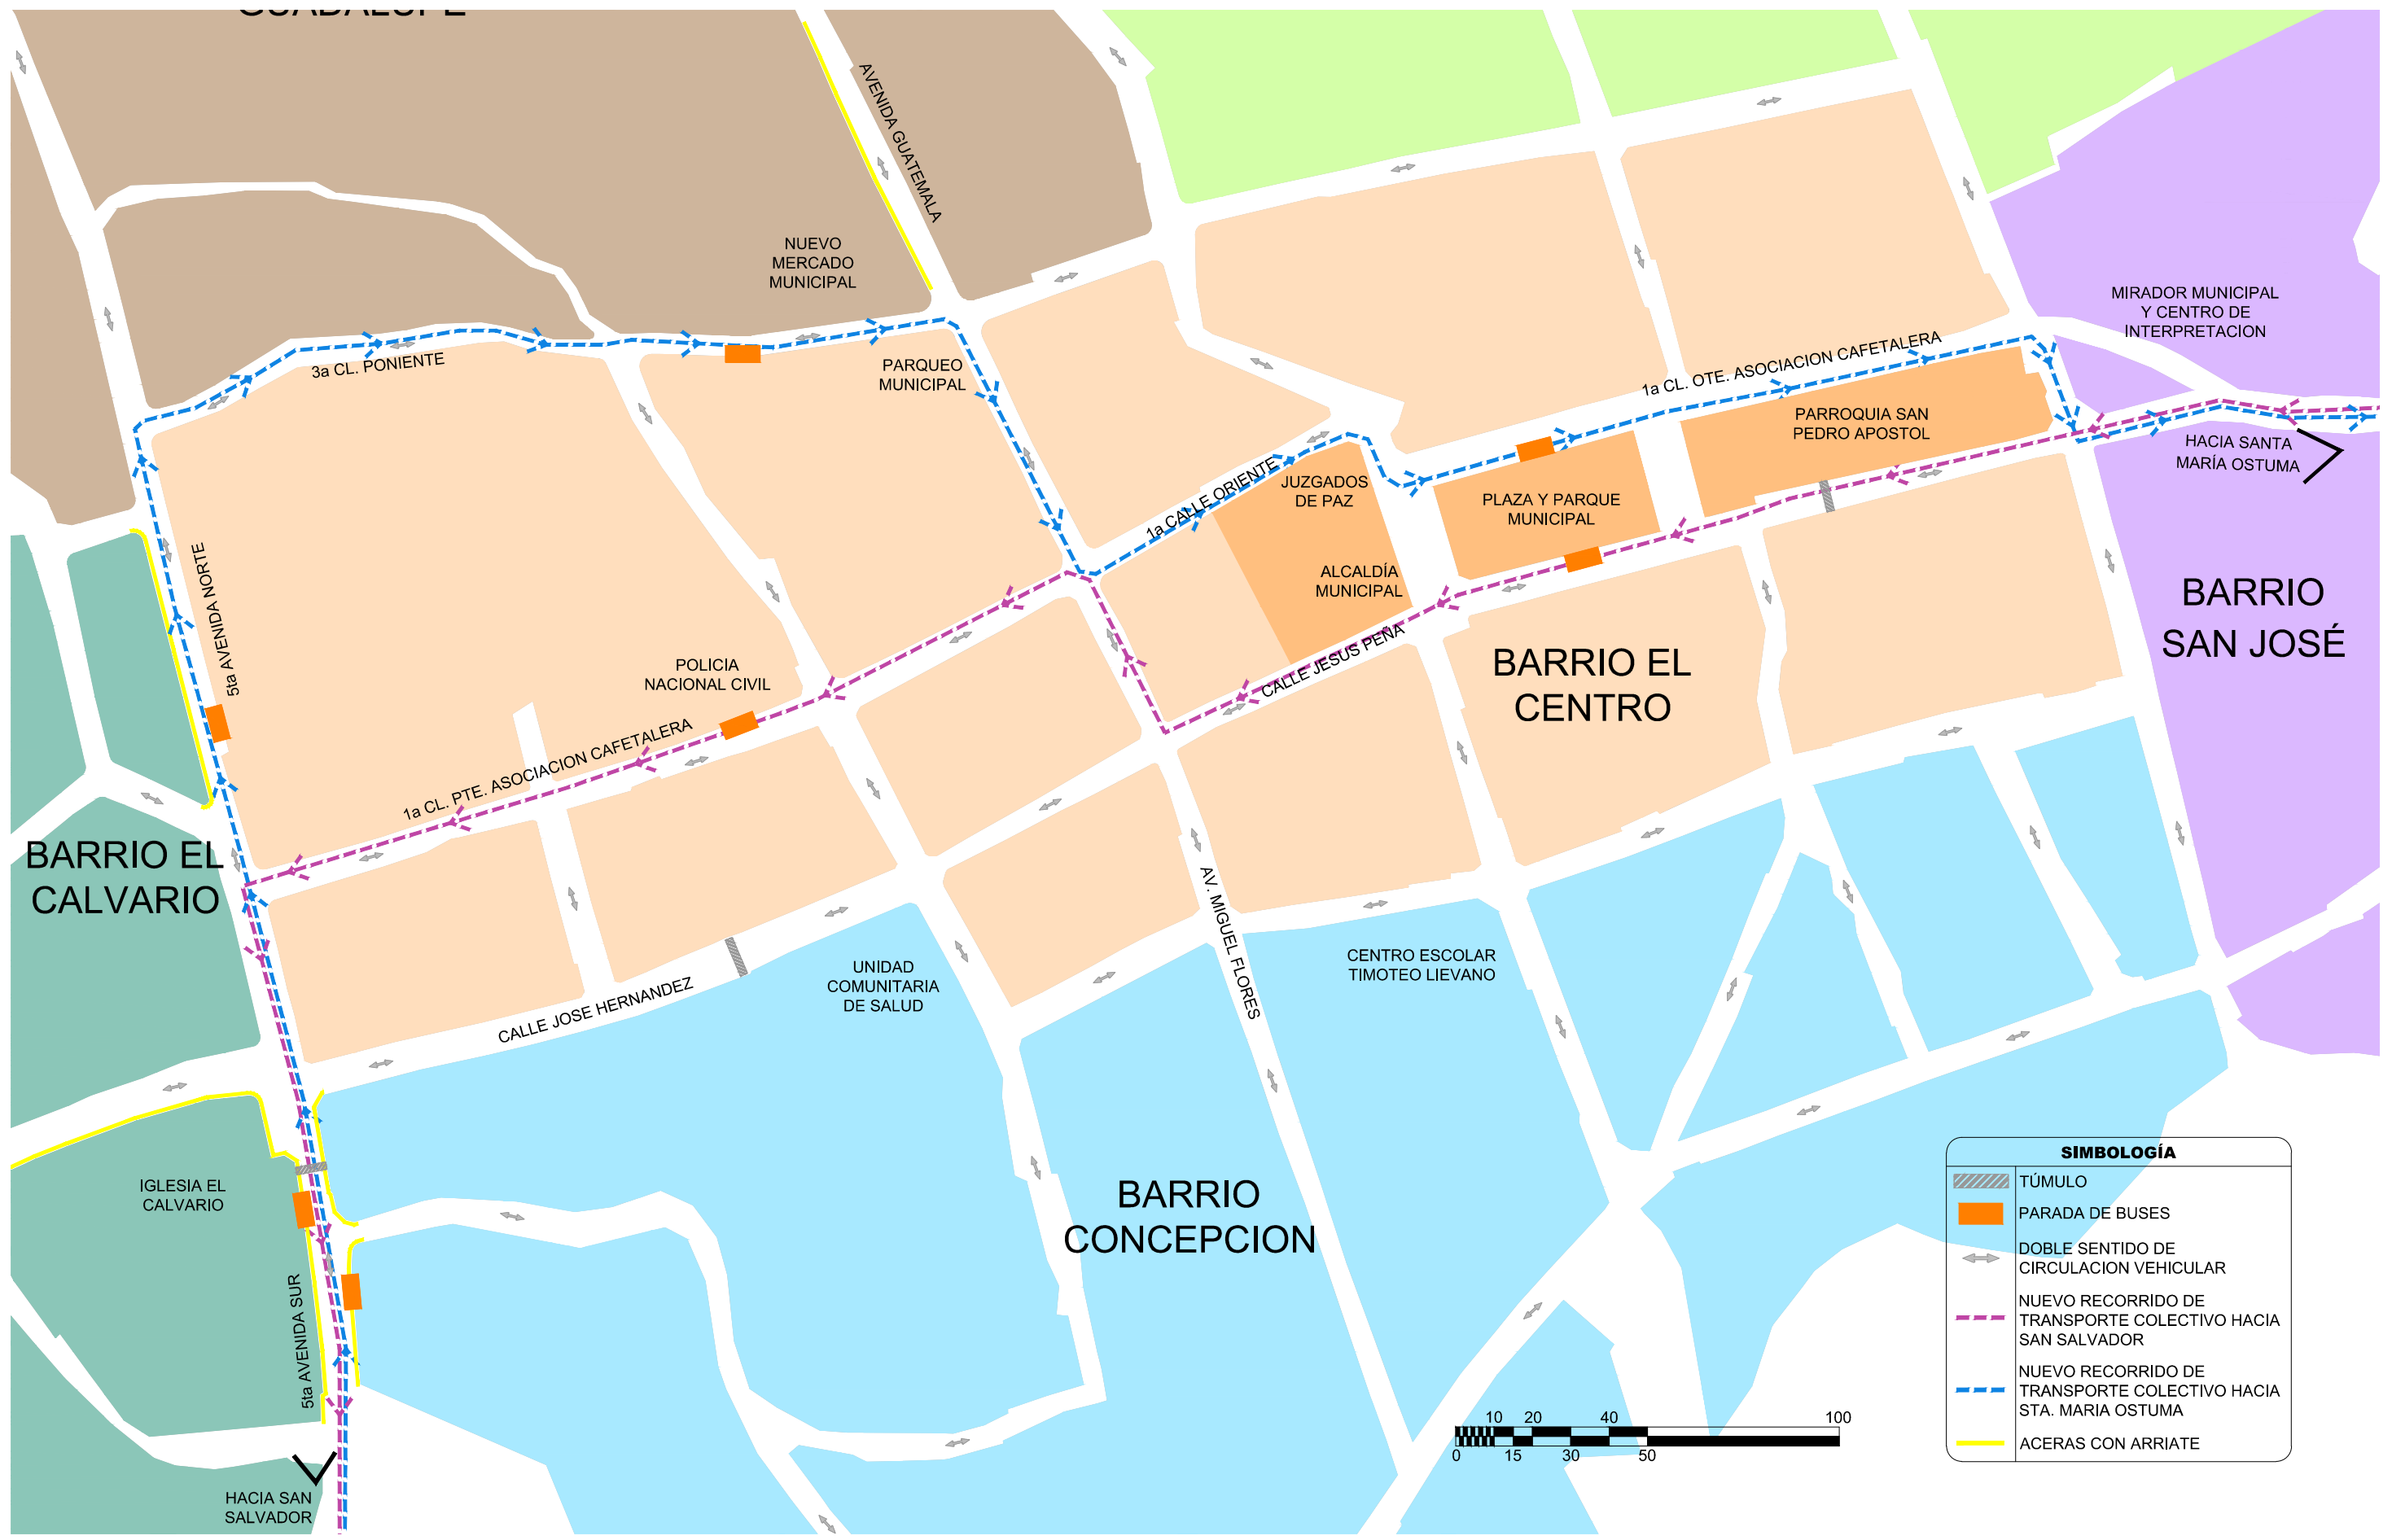 GUADALUPE
AVENIDA GUATEMALA
NUEVO
MERCADO
MUNICIPAL
MIRADOR MUNICIPAL
Y CENTRO DE
INTERPRETACION
3a CL. PONIENTE
PARQUEO
MUNICIPAL
1a CL. OTE. ASOCIACION CAFETALERA
PARROQUIA SAN
PEDRO APOSTOL
HACIA SANTA
MARÍA OSTUMA
1a CALLE ORIENTE
JUZGADOS
DE PAZ
PLAZA Y PARQUE
MUNICIPAL
ALCALDÍA
MUNICIPAL
5ta AVENIDA NORTE
BARRIO
SAN JOSÉ
POLICIA
NACIONAL CIVIL
CALLE JESUS PEÑA
BARRIO EL
CENTRO
1a CL. PTE. ASOCIACION CAFETALERA
BARRIO EL
CALVARIO
AV. MIGUEL FLORES
UNIDAD
COMUNITARIA
DE SALUD
CENTRO ESCOLAR
TIMOTEO LIEVANO
CALLE JOSE HERNANDEZ
IGLESIA EL
CALVARIO
BARRIO
CONCEPCION
5ta AVENIDA SUR
HACIA SAN
SALVADOR
10 20 40 100
0 15 30 50
SIMBOLOGÍA
TÚMULO
PARADA DE BUSES
DOBLE SENTIDO DE
CIRCULACION VEHICULAR
NUEVO RECORRIDO DE
TRANSPORTE COLECTIVO HACIA
SAN SALVADOR
NUEVO RECORRIDO DE
TRANSPORTE COLECTIVO HACIA
STA. MARIA OSTUMA
ACERAS CON ARRIATE